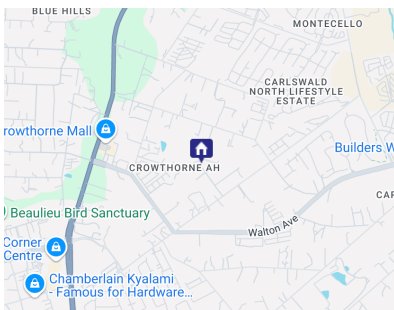 BLUE HILLS
MONTECELLO
CARLSWALD
NORTH LIFESTYLE
ESTATE
rowthorne Mall
Builders W
CROWTHORNE AH
CAR
Beaulieu Bird Sanctuary
Walton Ave
Corner
Centre
Chamberlain Kyalami
- Famous for Hardware...